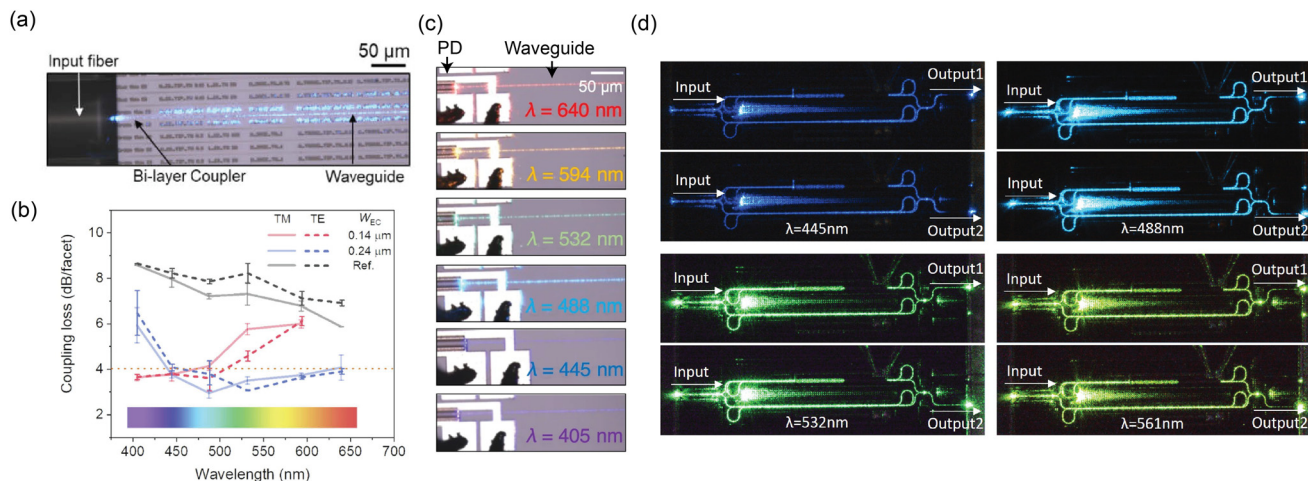 (a)
50 μm
Input fiber
Bi-layer Coupler
Waveguide
(b)
TM TE W_EC
0.14 μm
0.24 μm
Ref.
10
8
6
4
2
Coupling loss (dB/facet)
400 450 500 550 600 650 700
Wavelength (nm)
(c)
PD Waveguide
50 μm
λ = 640 nm
λ = 594 nm
λ = 532 nm
λ = 488 nm
λ = 445 nm
λ = 405 nm
(d)
Input
Output1
Input
λ=445nm
Output2
Input
Output1
Input
λ=488nm
Output2
Input
Output1
Input
λ=532nm
Output2
Input
Output1
Input
λ=561nm
Output2